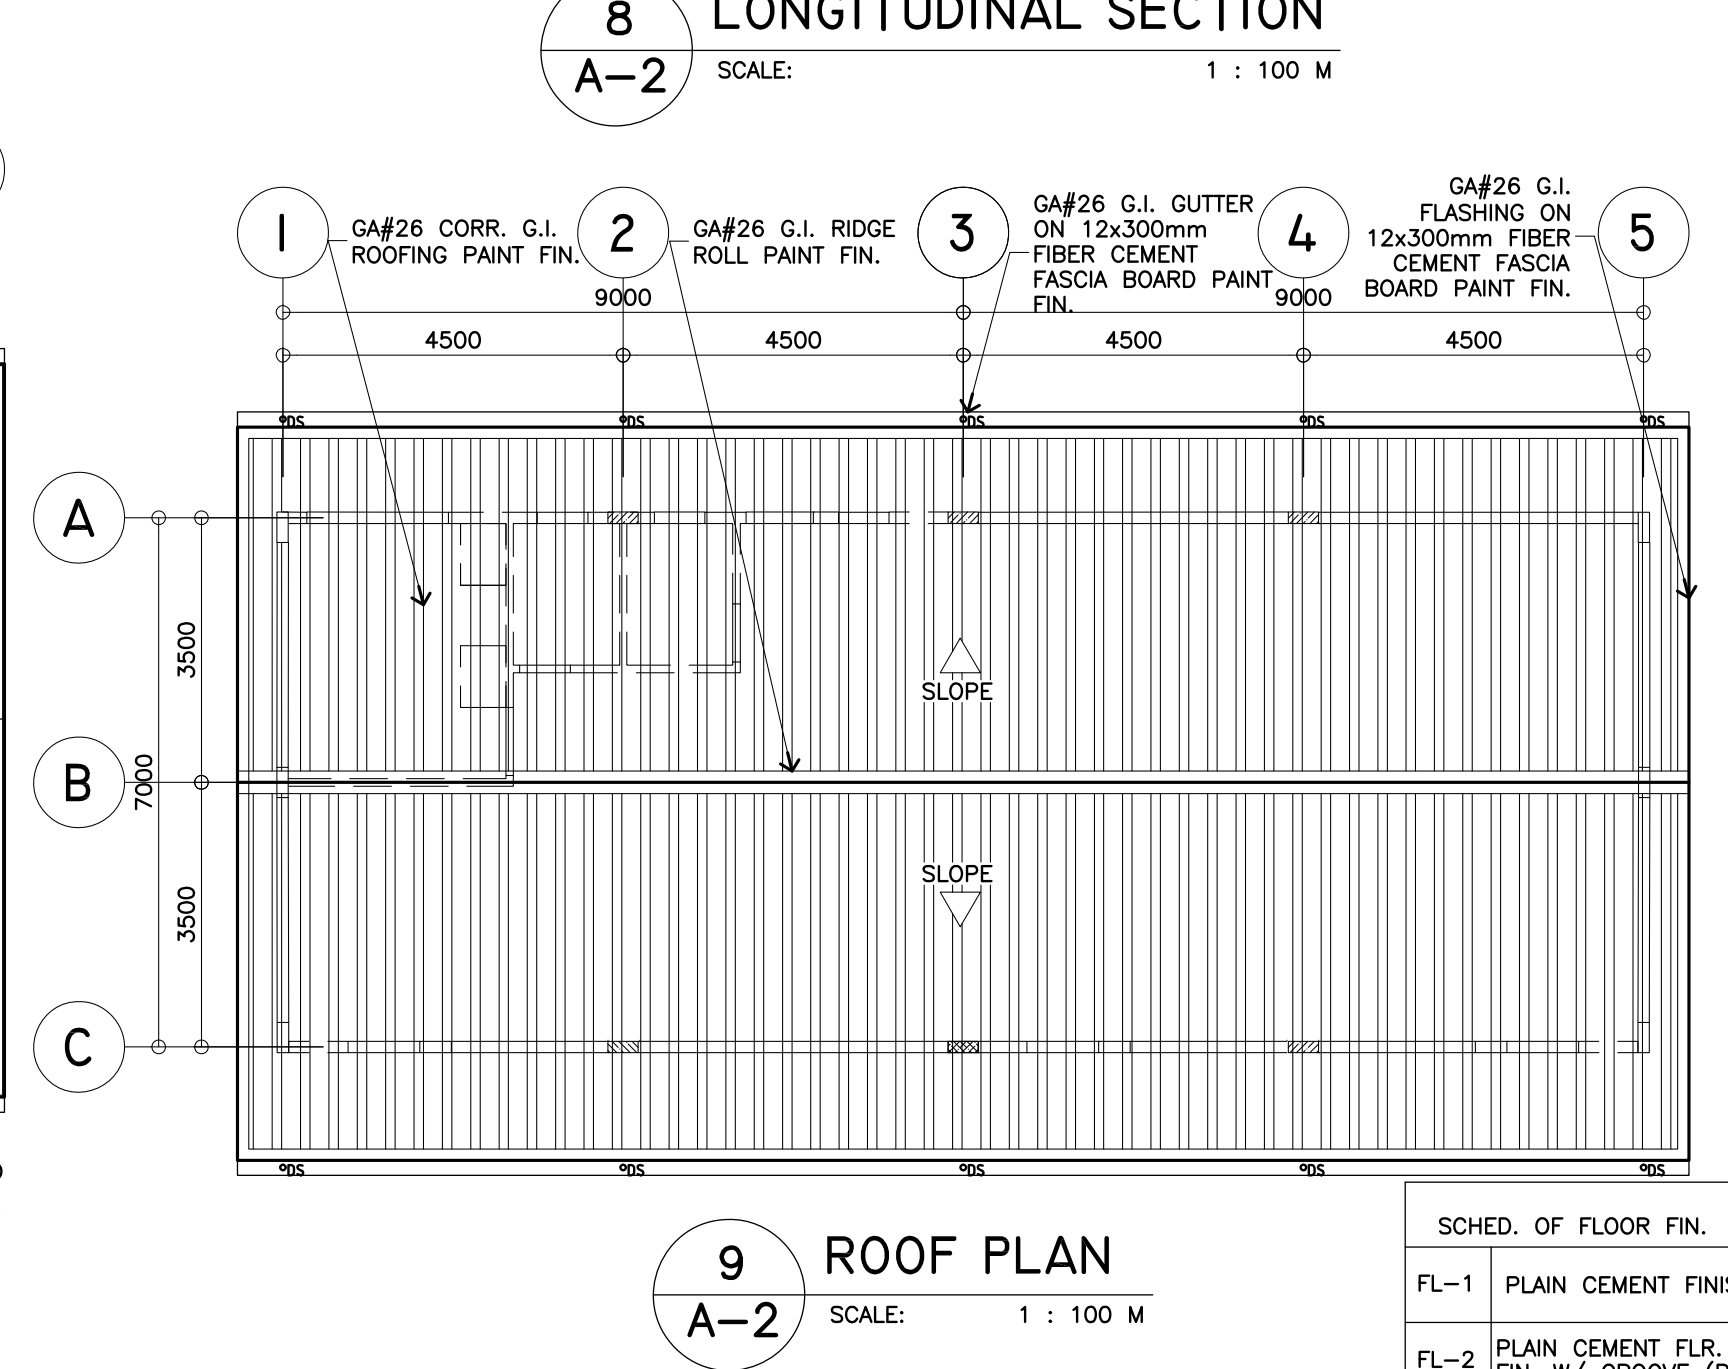 8
LONGITUDINAL SECTION
A-2
SCALE:
1 : 100 M
1
GA#26 CORR. G.I.
ROOFING PAINT FIN.
2
GA#26 G.I. RIDGE
ROLL PAINT FIN.
3
GA#26 G.I. GUTTER
ON 12x300mm
FIBER CEMENT
FASCIA BOARD PAINT
FIN.
4
GA#26 G.I.
FLASHING ON
12x300mm FIBER
CEMENT FASCIA
BOARD PAINT FIN.
5
9000
9000
4500
4500
4500
4500
DS
DS
DS
DS
DS
A
3500
SLOPE
B
7000
SLOPE
3500
C
DS
DS
DS
DS
DS
9
ROOF PLAN
A-2
SCALE:
1 : 100 M
SCHED. OF FLOOR FIN.
FL-1
PLAIN CEMENT
FL-2
PLAIN CEMENT FLR.